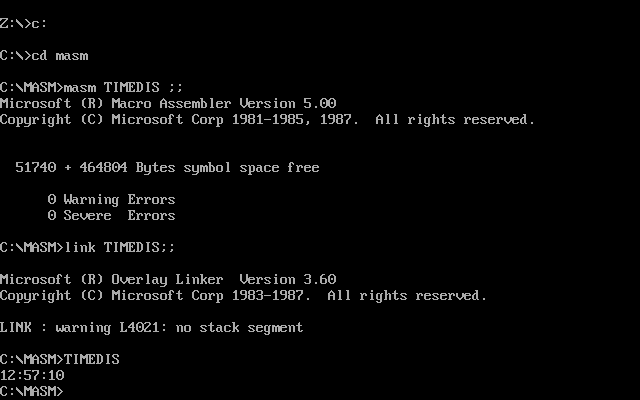 Z:\>c:
C:\>cd masm
C:\MASM>masm TIMEDIS ;;
Microsoft (R) Macro Assembler Version 5.00
Copyright (C) Microsoft Corp 1981-1985, 1987.  All rights reserved.
51740 + 464804 Bytes symbol space free
0 Warning Errors
0 Severe  Errors
C:\MASM>link TIMEDIS;;
Microsoft (R) Overlay Linker  Version 3.60
Copyright (C) Microsoft Corp 1983-1987.  All rights reserved.
LINK : warning L4021: no stack segment
C:\MASM>TIMEDIS
12:57:10
C:\MASM>